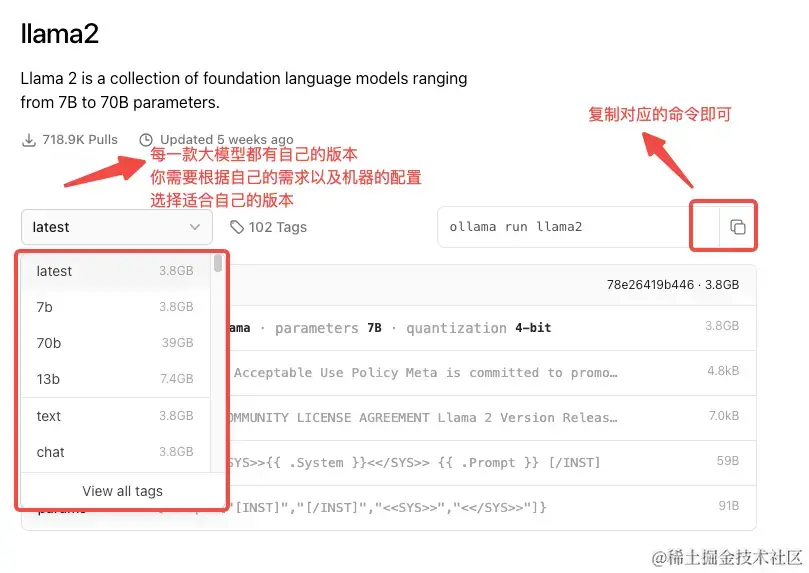 llama2
Llama 2 is a collection of foundation language models ranging
from 7B to 70B parameters.
复制对应的命令即可
718.9K Pulls
Updated 5 weeks ago
每一款大模型都有自己的版本
你需要根据自己的需求以及机器的配置
选择适合自己的版本
latest
102 Tags
ollama run llama2
latest 3.8GB
7b 3.8GB
70b 39GB
13b 7.4GB
text 3.8GB
chat 3.8GB
View all tags
78e26419b446 · 3.8GB
ama · parameters 7B · quantization 4-bit 3.8GB
Acceptable Use Policy Meta is committed to promo… 4.8kB
OMMUNITY LICENSE AGREEMENT Llama 2 Version Releas… 7.0kB
SYS>>{{ .System }}<</SYS>> {{ .Prompt }} [/INST] 59B
params "[INST]","[/INST]","<<SYS>>","<</SYS>>"]} 91B
@稀土掘金技术社区